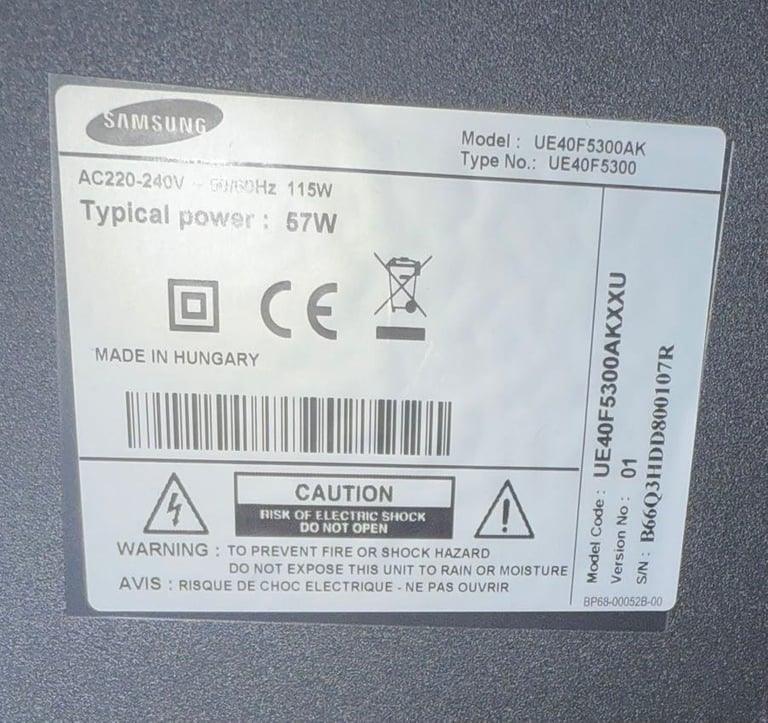 SAMSUNG
Model : UE40F5300AK
Type No.: UE40F5300
AC220-240V ~ 50/60Hz 115W
Typical power : 57W
CE
MADE IN HUNGARY
CAUTION
RISK OF ELECTRIC SHOCK
DO NOT OPEN
WARNING : TO PREVENT FIRE OR SHOCK HAZARD
DO NOT EXPOSE THIS UNIT TO RAIN OR MOISTURE
AVIS : RISQUE DE CHOC ELECTRIQUE - NE PAS OUVRIR
Model Code : UE40F5300AKXXU
Version No : 01
S/N : B66Q3HDD800107R
BP68-00052B-00